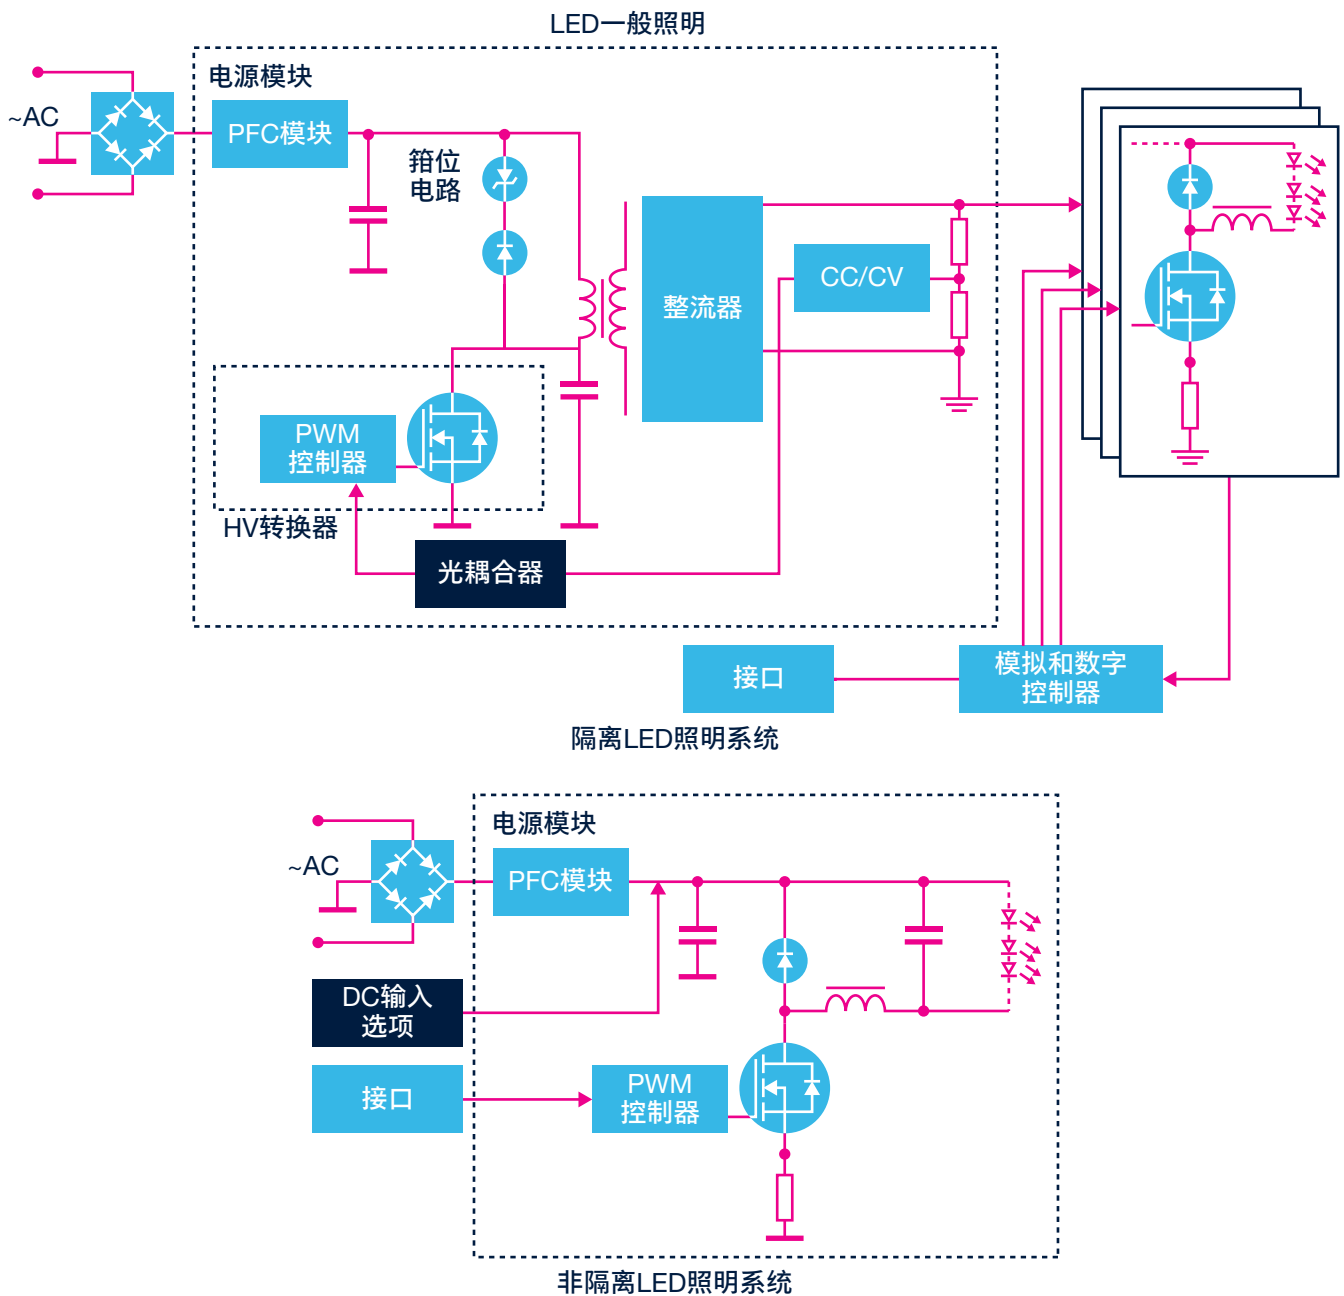 LED一般照明
电源模块
~AC
PFC模块
箝位
电路
整流器
CC/CV
PWM
控制器
HV转换器
光耦合器
接口
模拟和数字
控制器
隔离LED照明系统
电源模块
~AC
PFC模块
DC输入
选项
接口
PWM
控制器
非隔离LED照明系统